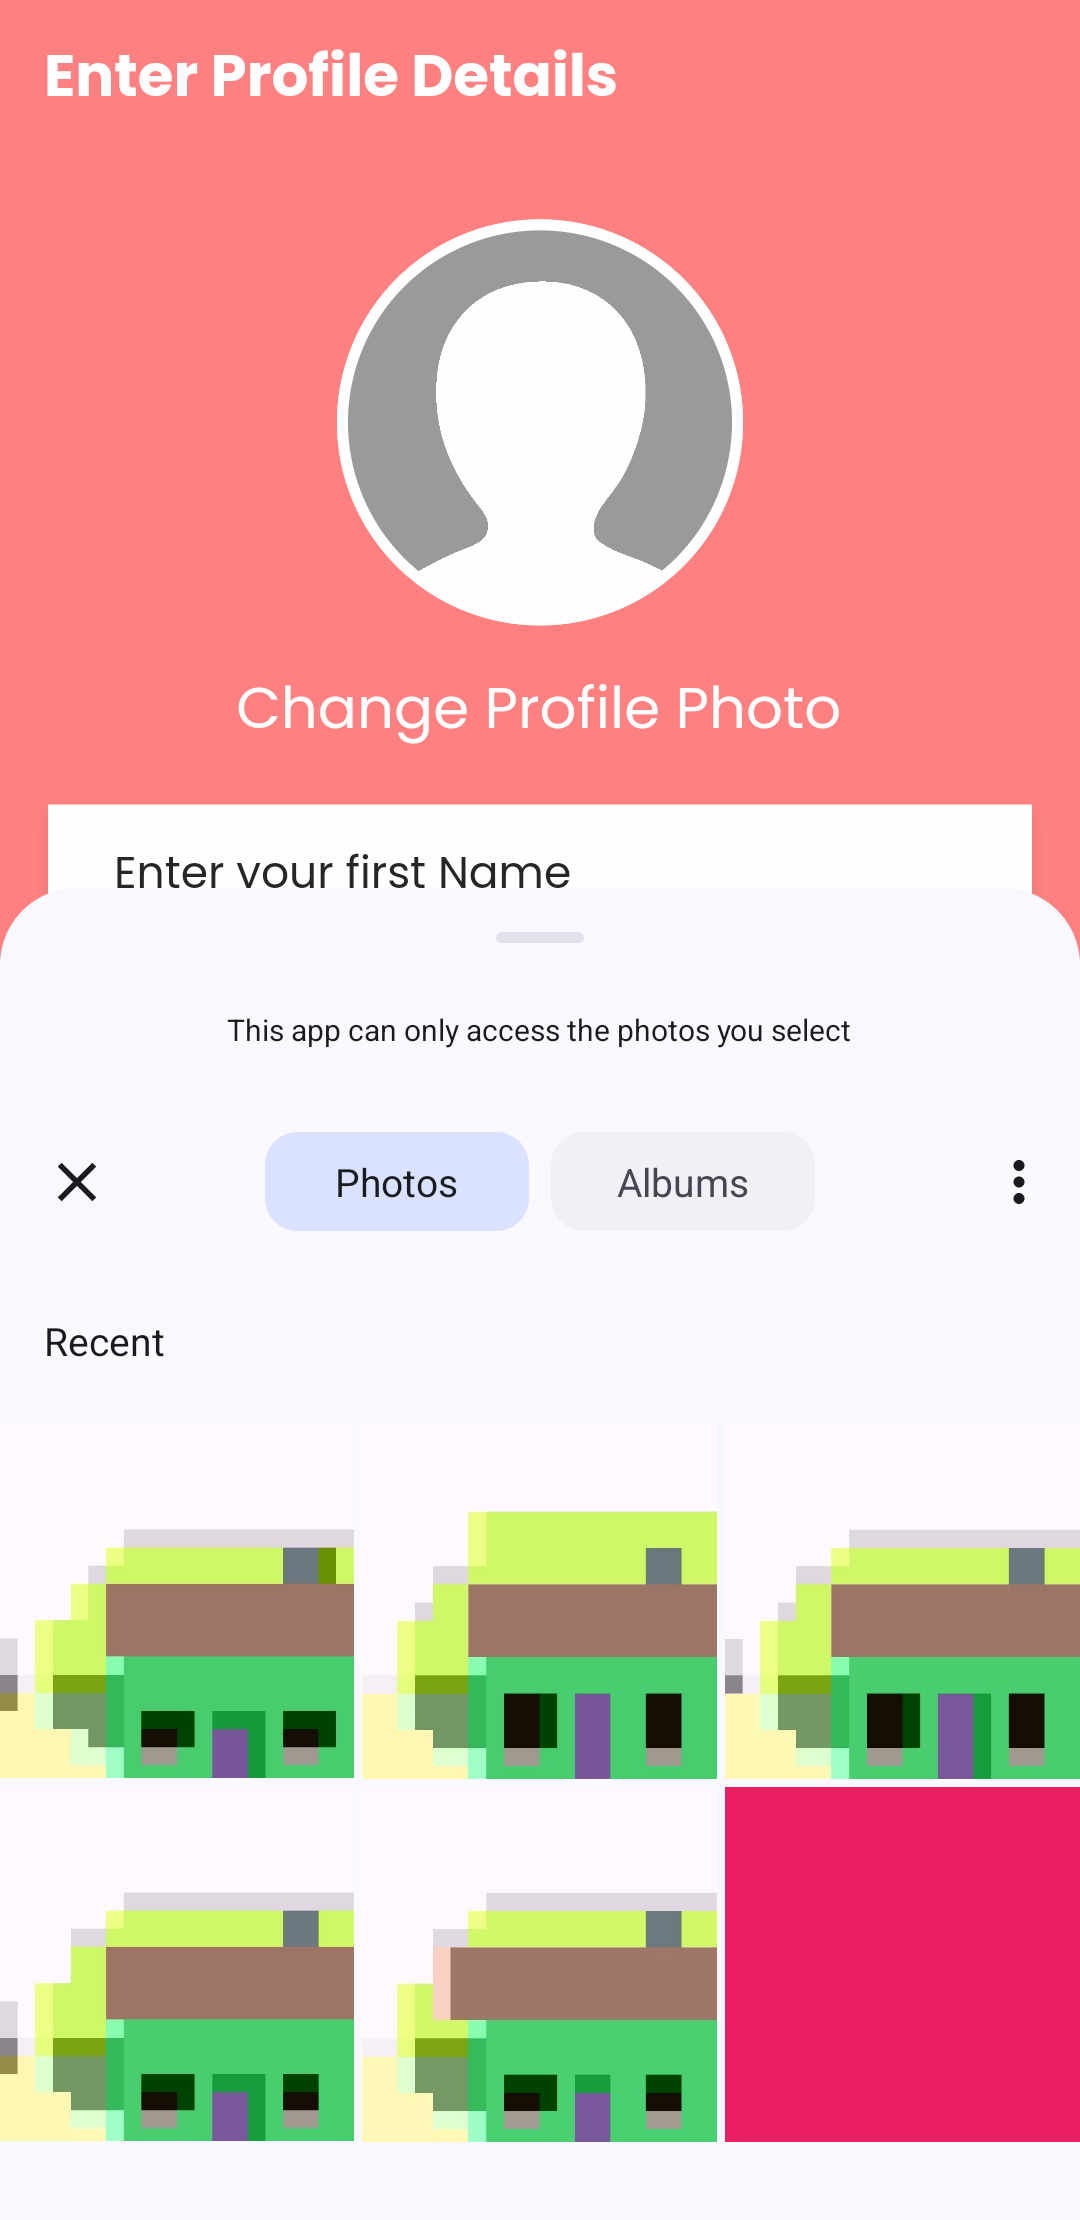 Enter Profile Details
Change Profile Photo
Enter your first Name
This app can only access the photos you select
Photos
Albums
Recent